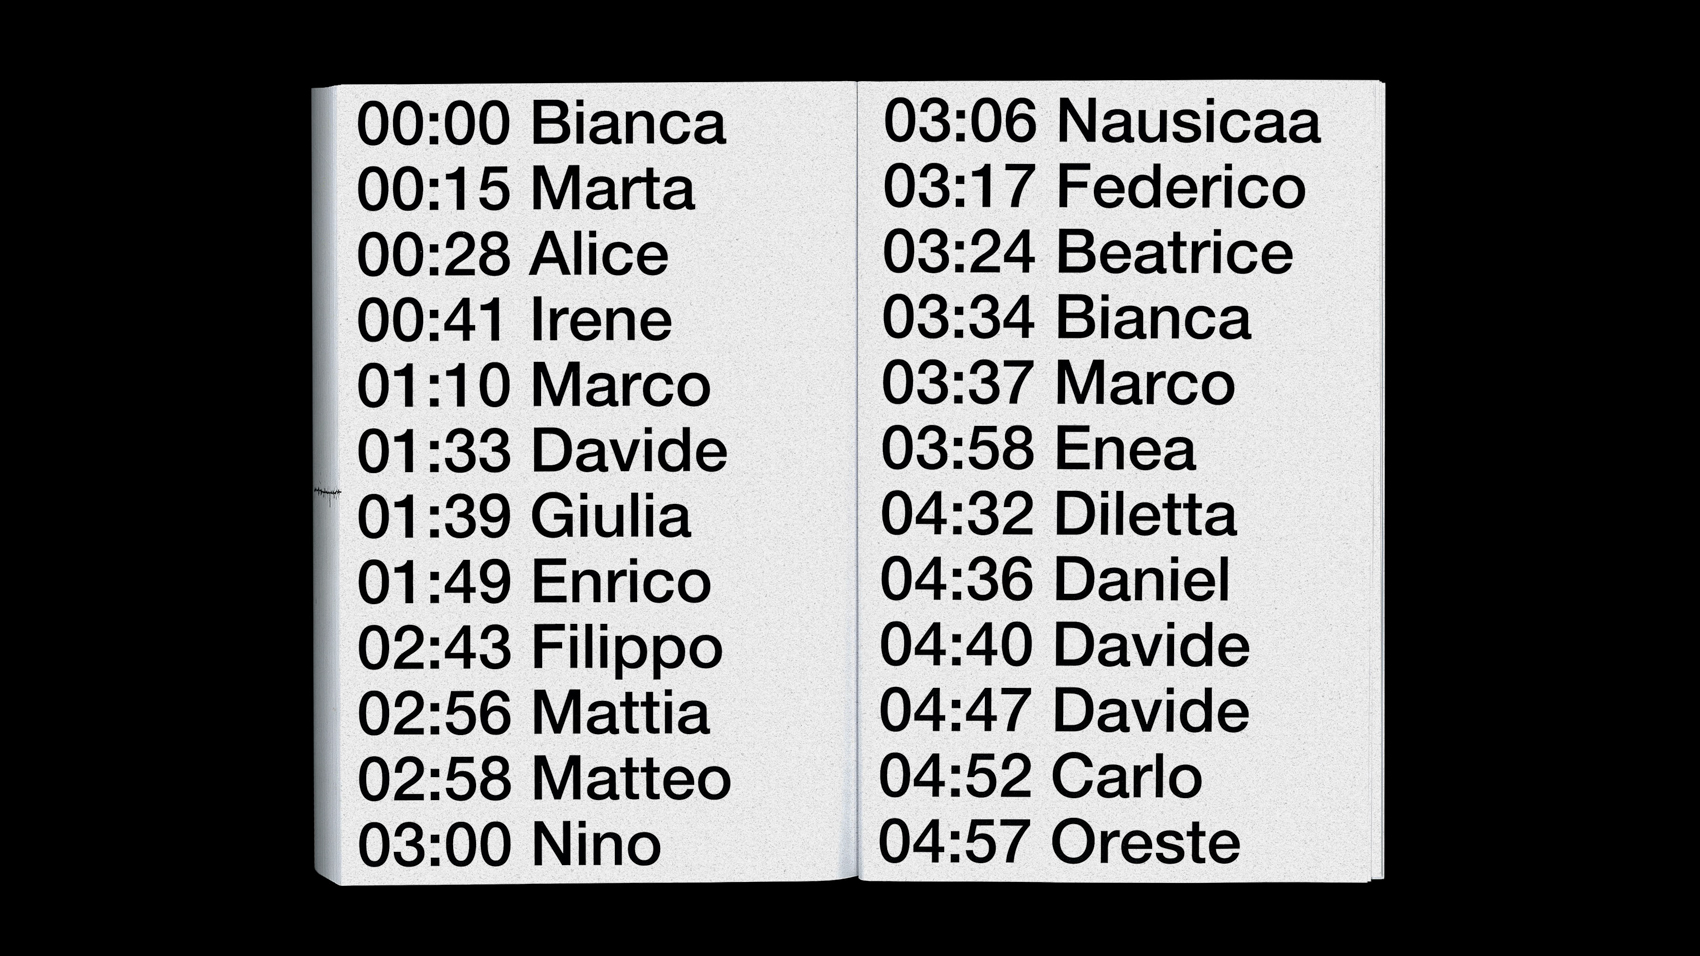 00:00 Bianca
00:15 Marta
00:28 Alice
00:41 Irene
01:10 Marco
01:33 Davide
01:39 Giulia
01:49 Enrico
02:43 Filippo
02:56 Mattia
02:58 Matteo
03:00 Nino
03:06 Nausicaa
03:17 Federico
03:24 Beatrice
03:34 Bianca
03:37 Marco
03:58 Enea
04:32 Diletta
04:36 Daniel
04:40 Davide
04:47 Davide
04:52 Carlo
04:57 Oreste